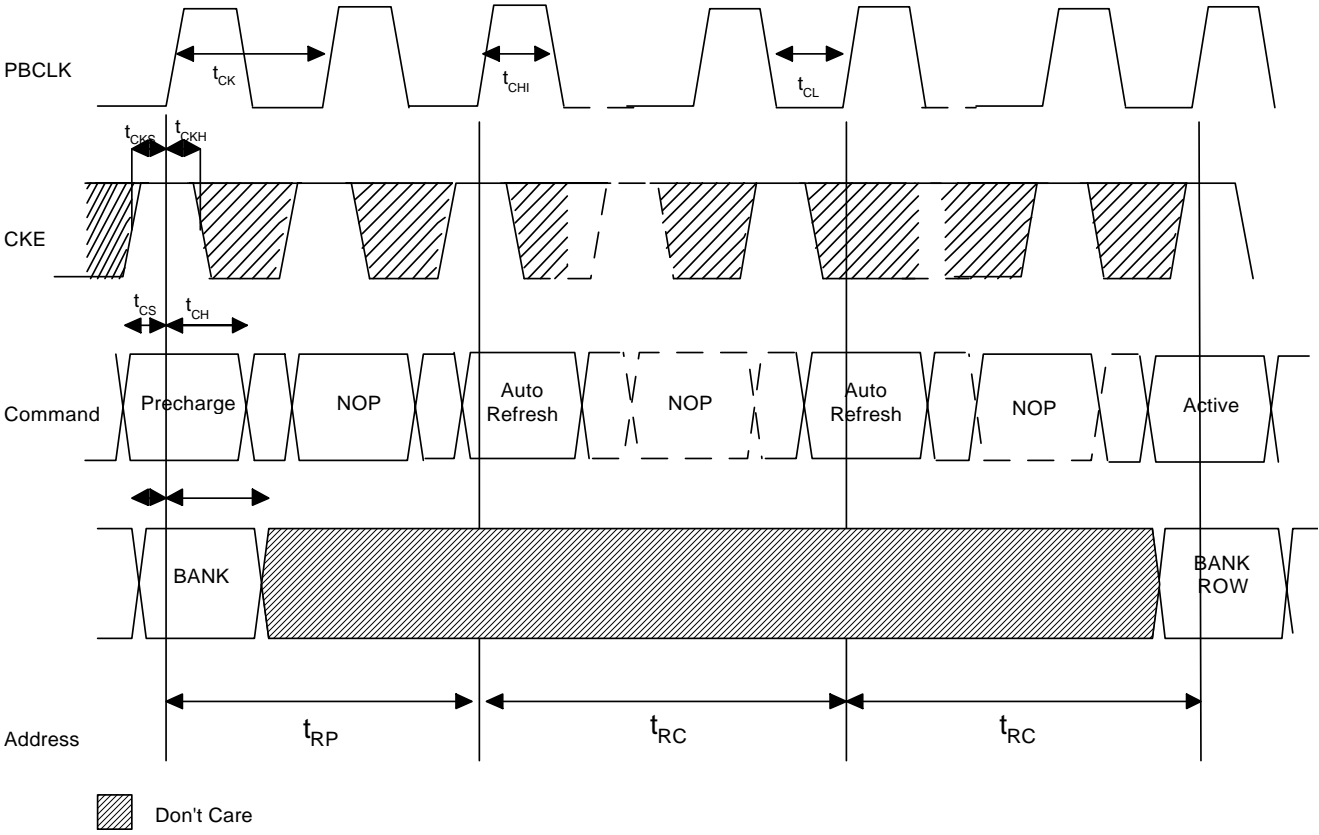 PBCLK
tCK
tCHI
tCL
tCKS
tCKH
CKE
tCS
tCH
Command
Precharge
NOP
Auto
Refresh
NOP
Auto
Refresh
NOP
Active
BANK
BANK
ROW
tRP
tRC
tRC
Address
Don't Care